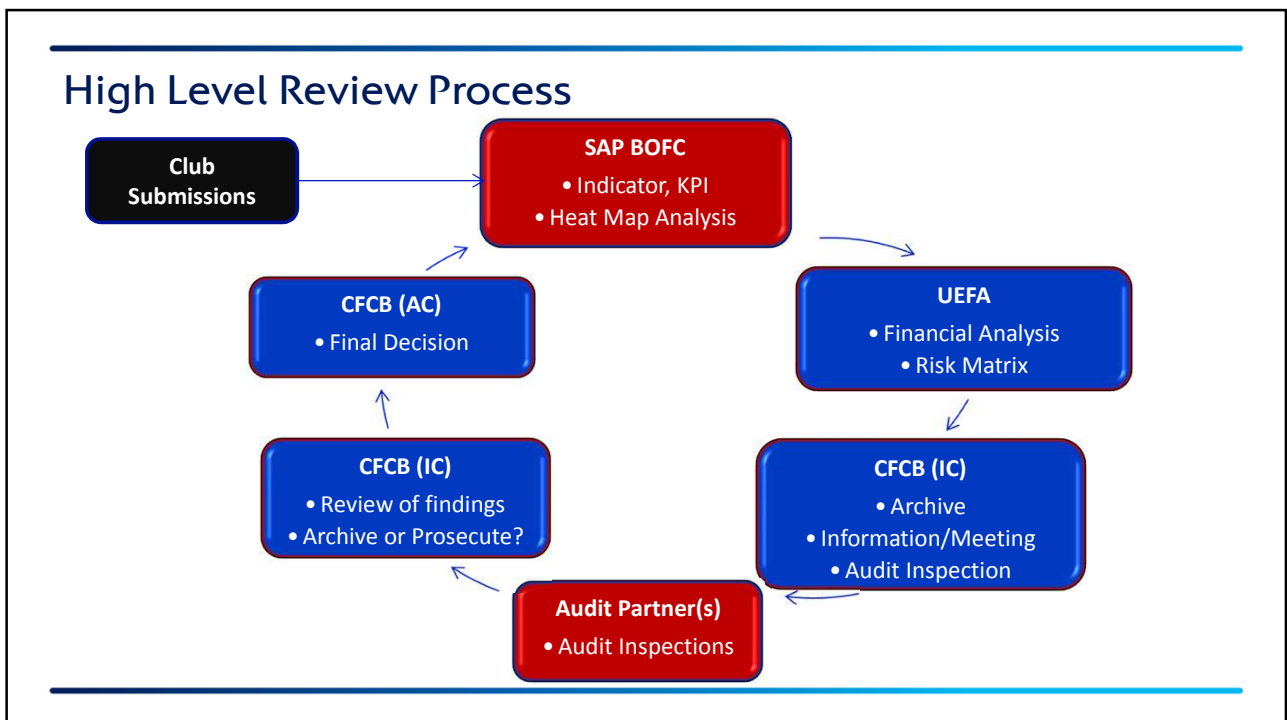 High Level Review Process
Club
Submissions
SAP BOFC
• Indicator, KPI
• Heat Map Analysis
UEFA
• Financial Analysis
• Risk Matrix
CFCB (IC)
• Archive
• Information/Meeting
• Audit Inspection
Audit Partner(s)
• Audit Inspections
CFCB (IC)
• Review of findings
• Archive or Prosecute?
CFCB (AC)
• Final Decision